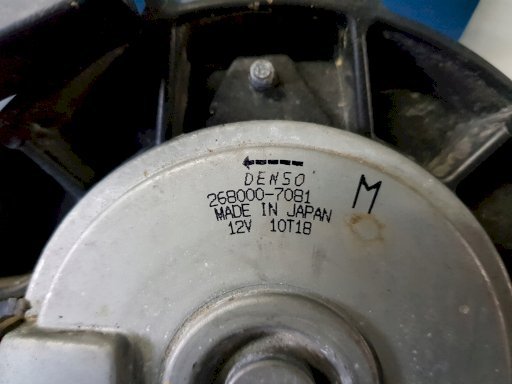 DENSO
268000-7081
M
MADE IN JAPAN
12V 10T18